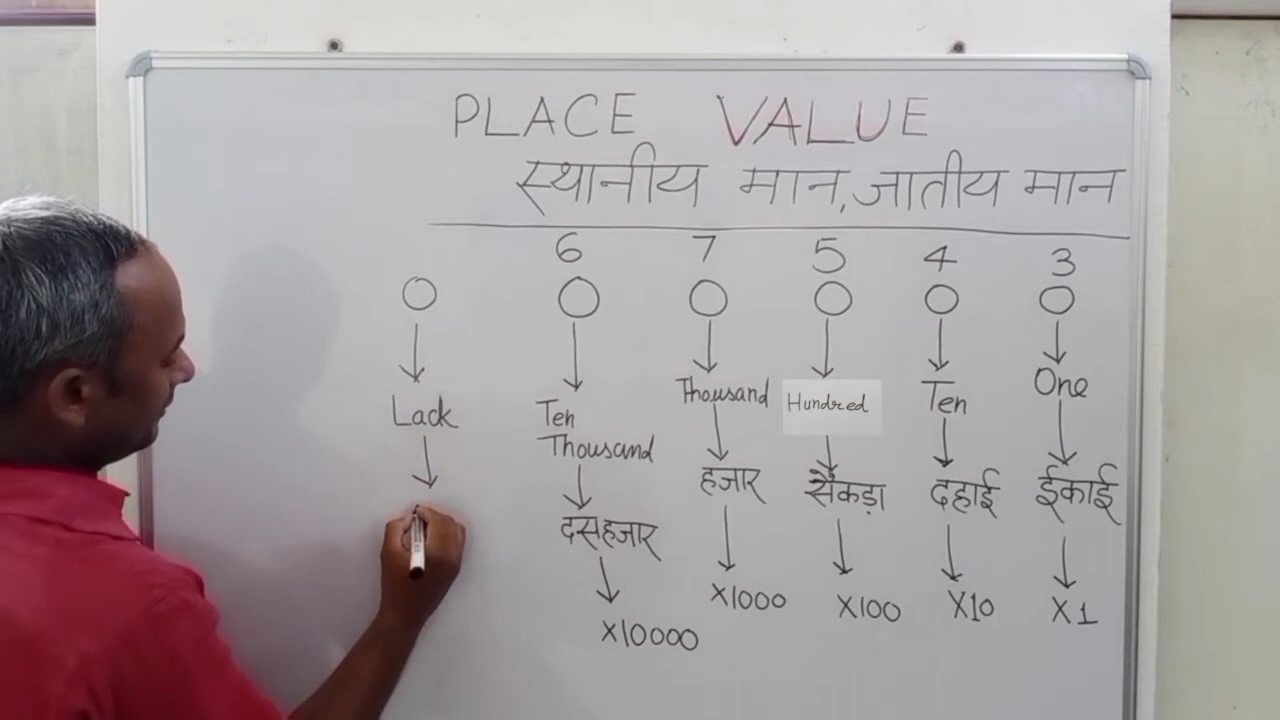 PLACE VALUE
स्थानीय मान, जातीय मान
6 7 5 4 3
Lack Ten Thousand Thousand Hundred Ten One
दसहजार हजार सैकड़ा दहाई ईकाई
X10000 X1000 X100 X10 X1